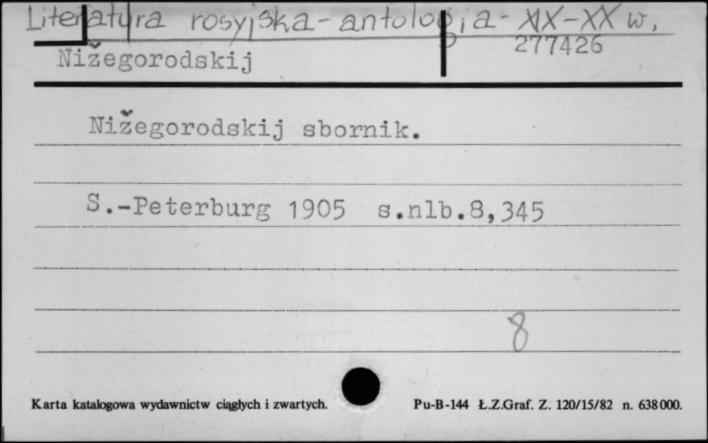 Literatura rosyjska - antologia - XIX-XX w.
277426
Nižegorodskij
Nižegorodskij sbornik.
S.-Peterburg 1905 s.nlb.8,345
8
Karta katalogowa wydawnictw ciągłych i zwartych. Pu-B-144 Ł.Z.Graf. Z. 120/15/82 n. 638000.